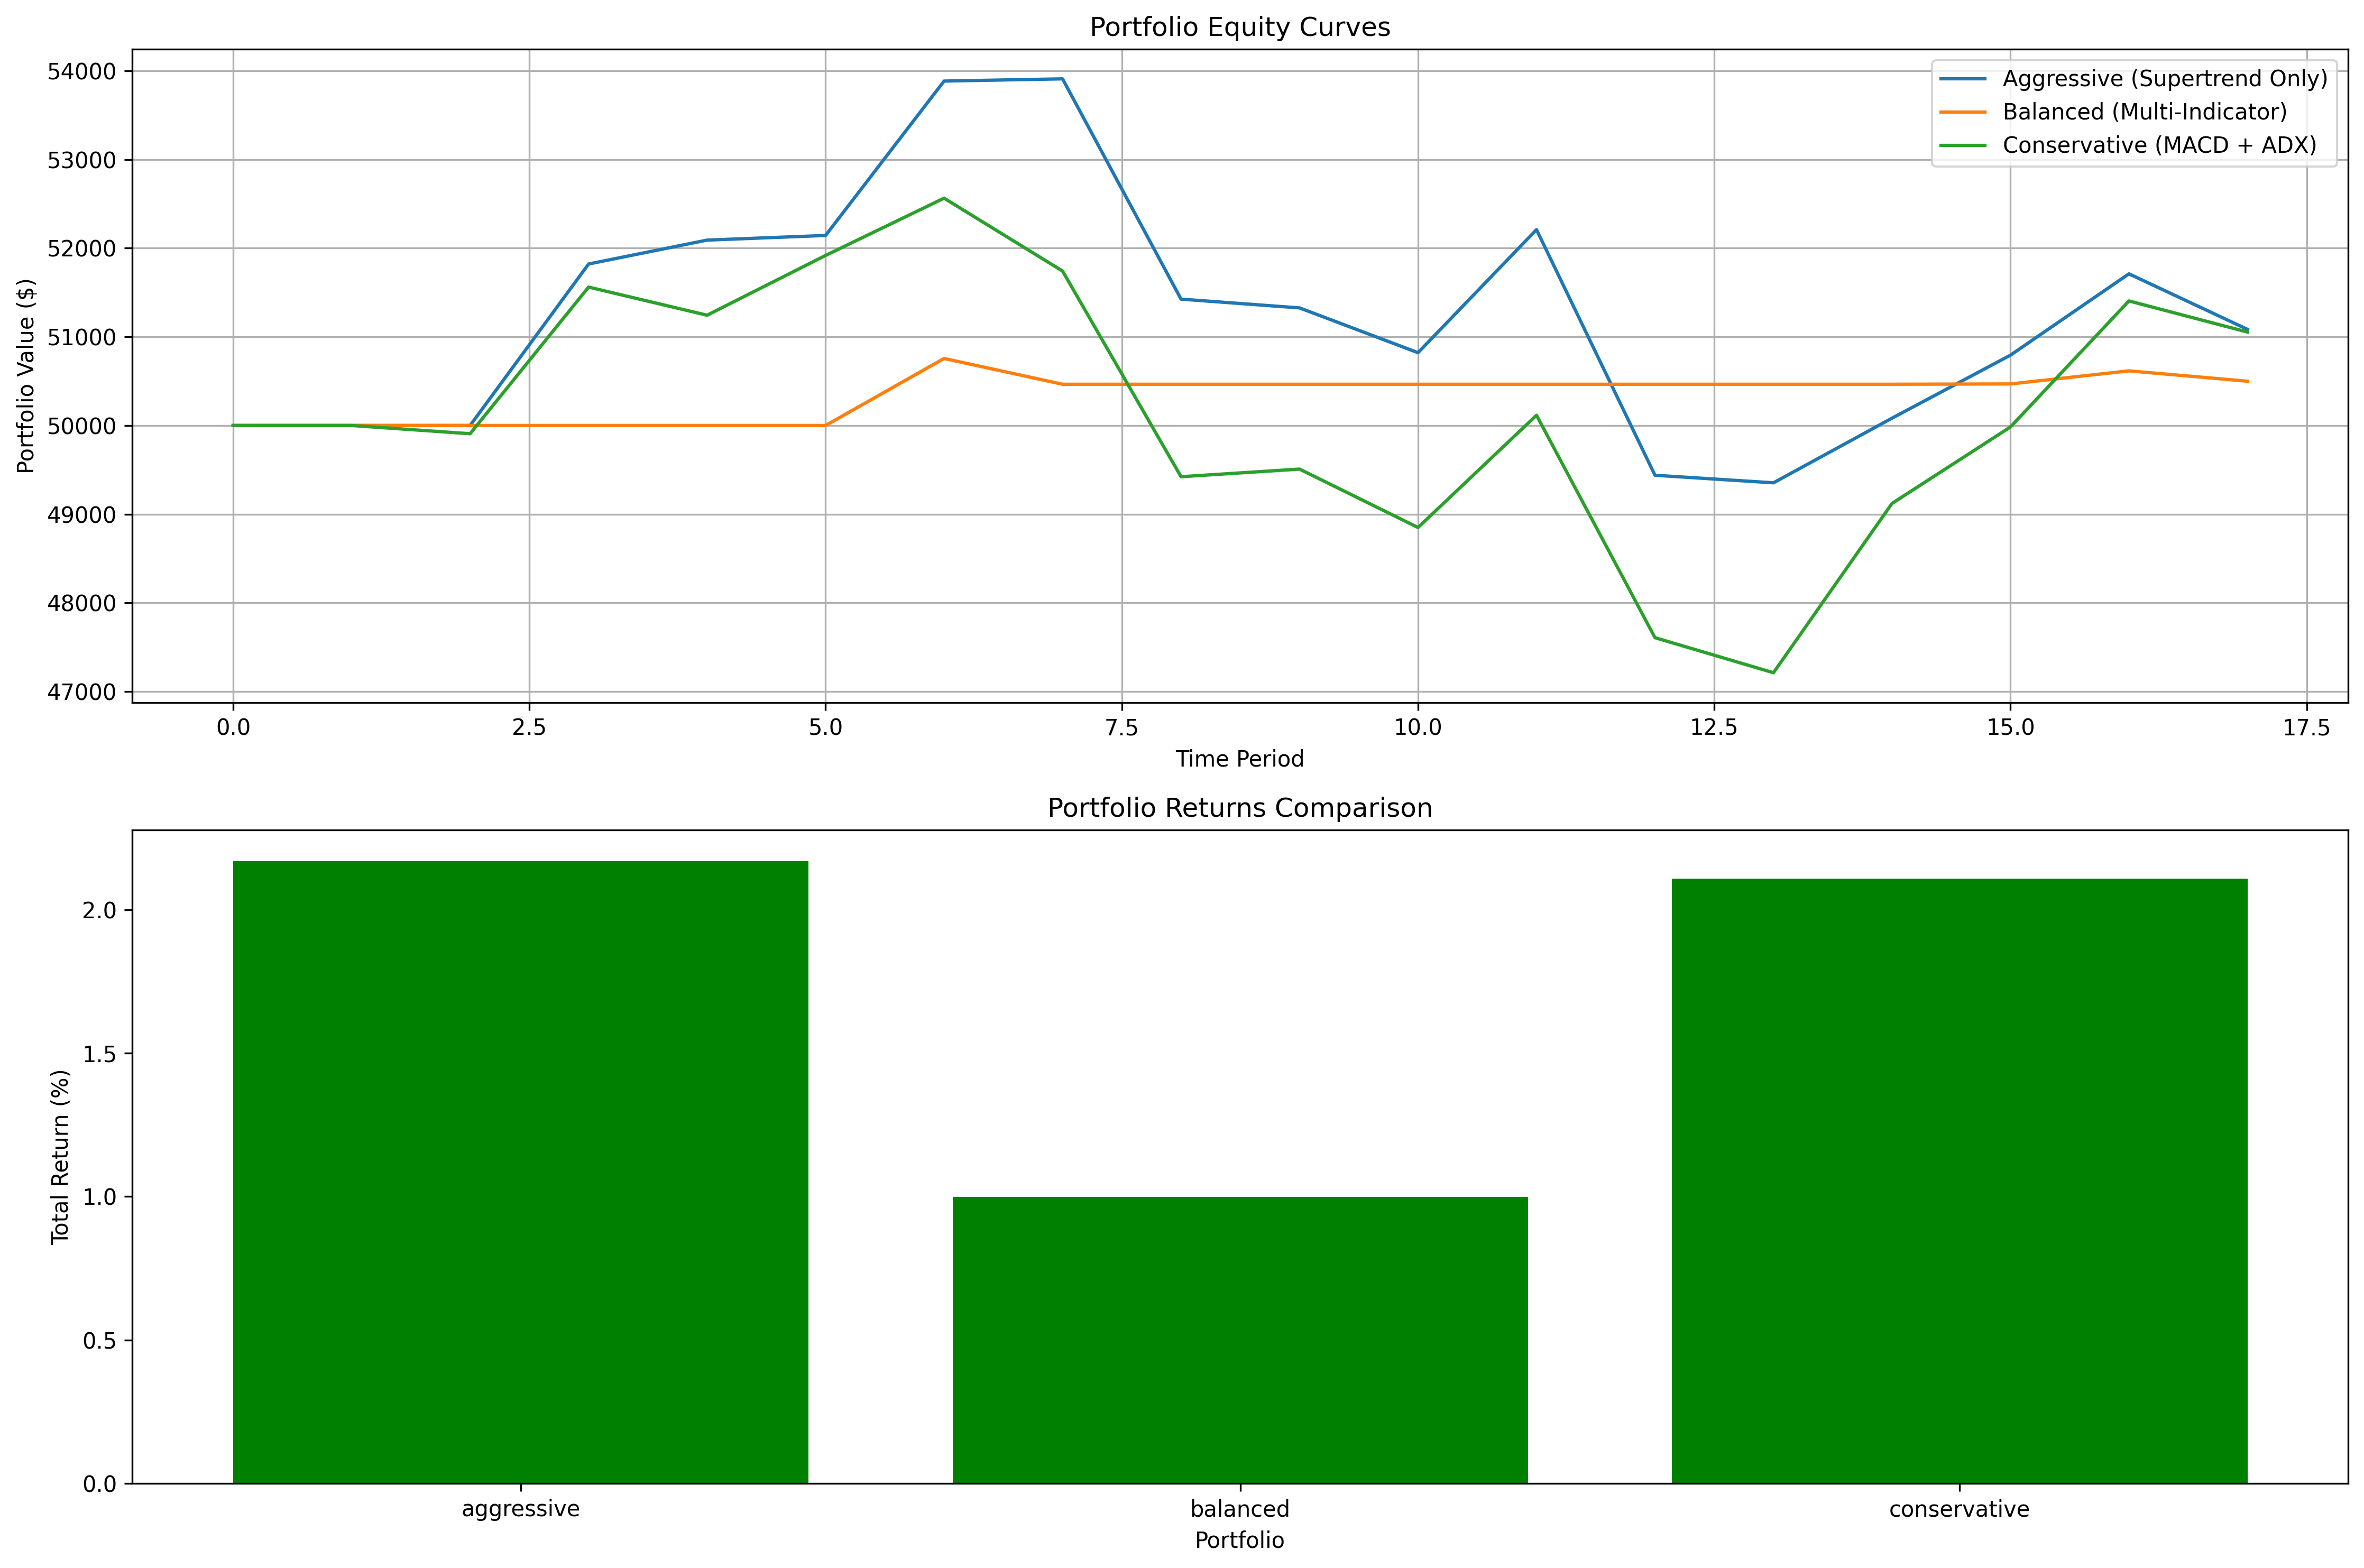 Portfolio Equity Curves
54000
53000
52000
51000
50000
49000
48000
47000
Portfolio Value ($)
Aggressive (Supertrend Only)
Balanced (Multi-Indicator)
Conservative (MACD + ADX)
0.0 2.5 5.0 7.5 10.0 12.5 15.0 17.5
Time Period
Portfolio Returns Comparison
2.0
1.5
1.0
0.5
0.0
Total Return (%)
aggressive balanced conservative
Portfolio